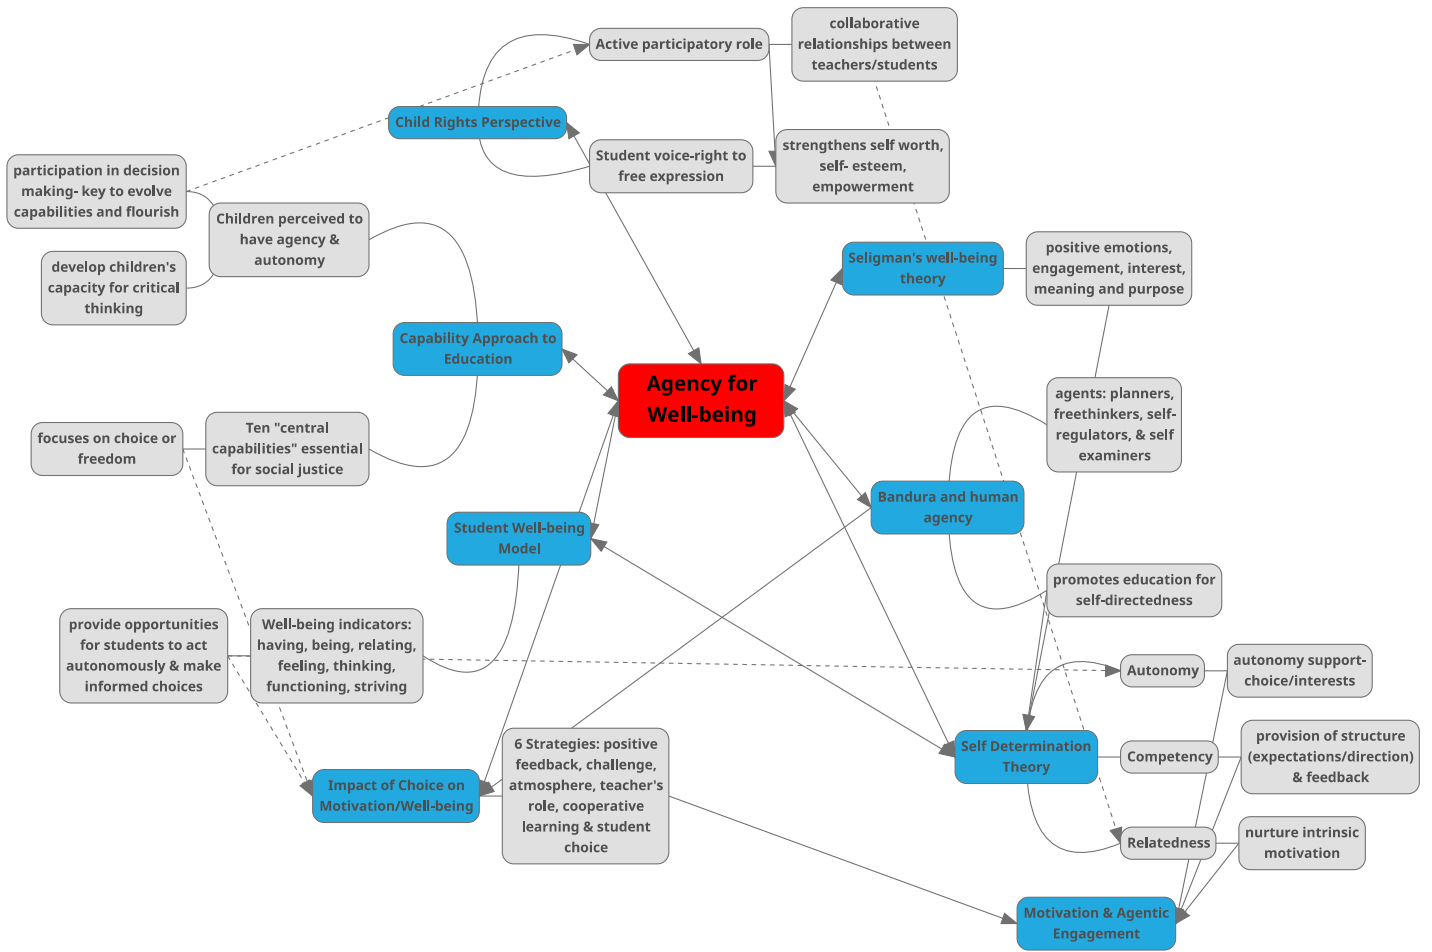 collaborative
relationships between
teachers/students
Active participatory role
Child Rights Perspective
Student voice-right to
free expression
strengthens self worth,
self- esteem,
empowerment
participation in decision
making- key to evolve
capabilities and flourish
Children perceived to
have agency &
autonomy
develop children's
capacity for critical
thinking
Seligman's well-being
theory
positive emotions,
engagement, interest,
meaning and purpose
Capability Approach to
Education
Agency for
Well-being
agents: planners,
freethinkers, self-
regulators, & self
examiners
focuses on choice or
freedom
Ten "central
capabilities" essential
for social justice
Bandura and human
agency
Student Well-being
Model
promotes education for
self-directedness
provide opportunities
for students to act
autonomously & make
informed choices
Well-being indicators:
having, being, relating,
feeling, thinking,
functioning, striving
Autonomy
autonomy support-
choice/interests
6 Strategies: positive
feedback, challenge,
atmosphere, teacher's
role, cooperative
learning & student
choice
Self Determination
Theory
Competency
provision of structure
(expectations/direction)
& feedback
Impact of Choice on
Motivation/Well-being
Relatedness
nurture intrinsic
motivation
Motivation & Agentic
Engagement